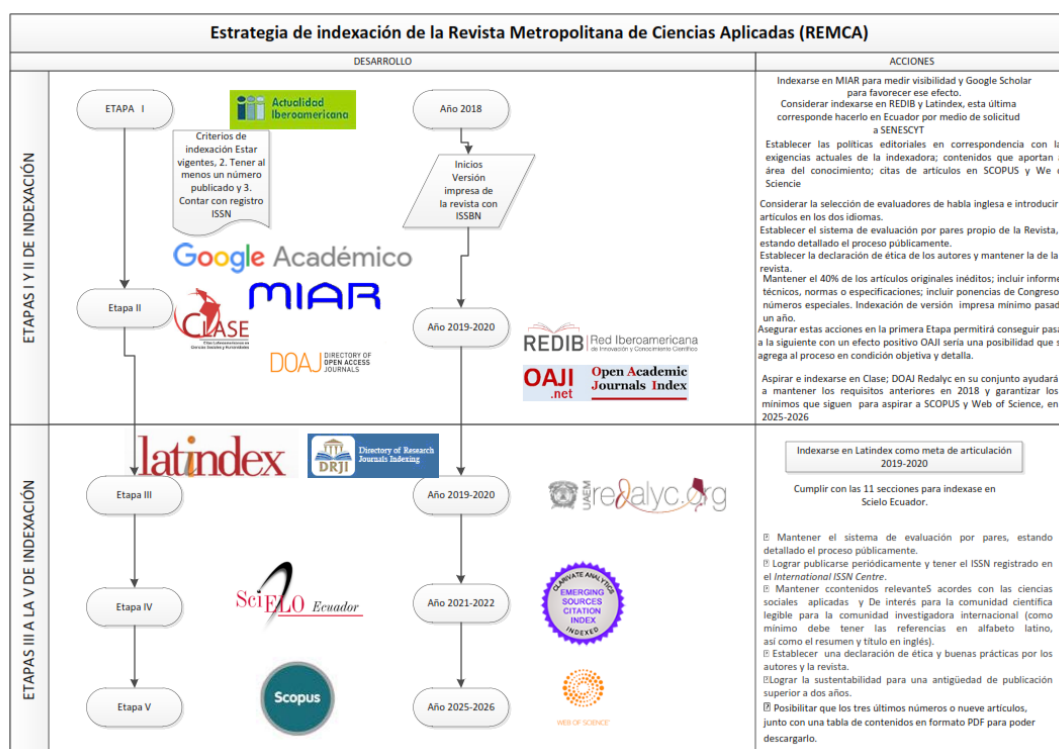 Estrategia de indexación de la Revista Metropolitana de Ciencias Aplicadas (REMCA)
DESARROLLO
ACCIONES
ETAPAS I Y II DE INDEXACIÓN
ETAPA I
Actualidad
Iberoamericana
Año 2018
Criterios de
indexación Estar
vigentes, 2. Tener al
menos un número
publicado y 3.
Contar con registro
ISSN
Inicios
Versión
impresa de
la revista con
ISSBN
Google Académico
MIAR
Etapa II
CLASE
Año 2019-2020
DOAJ DIRECTORY OF
OPEN ACCESS
JOURNALS
REDIB Red Iberoamericana
de Innovación y Conocimiento Científico
OAJI
.net
Open Academic
Journals Index
Indexarse en MIAR para medir visibilidad y Google Scholar
para favorecer ese efecto.
Considerar indexarse en REDIB y Latindex, esta última
corresponde hacerlo en Ecuador por medio de solicitud
a SENESCYT
Establecer las políticas editoriales en correspondencia con la
exigencias actuales de la indexadora; contenidos que aportan a
área del conocimiento; citas de artículos en SCOPUS y We o
Sciencie
Considerar la selección de evaluadores de habla inglesa e introducir
artículos en los dos idiomas.
Establecer el sistema de evaluación por pares propio de la Revista,
estando detallado el proceso públicamente.
Establecer la declaración de ética de los autores y mantener la de la
revista.
Mantener el 40% de los artículos originales inéditos; incluir informe
técnicos, normas o especificaciones; incluir ponencias de Congreso
números especiales. Indexación de versión impresa mínimo pasad
un año.
Asegurar estas acciones en la primera Etapa permitirá conseguir pasa
a la siguiente con un efecto positivo OAJI sería una posibilidad que s
agrega al proceso en condición objetiva y detalla.
Aspirar e indexarse en Clase; DOAJ Redalyc en su conjunto ayudará
a mantener los requisitos anteriores en 2018 y garantizar los
mínimos que siguen para aspirar a SCOPUS y Web of Science, en
2025-2026
ETAPAS III A LA V DE INDEXACIÓN
latindex
DRJI
Directory of Research
Journals Indexing
Etapa III
Año 2019-2020
UAEM
redalyc.org
Etapa IV
SciELO Ecuador
Año 2021-2022
CLARIVATE ANALYTICS
EMERGING
SOURCES
CITATION
INDEX
INDEXED
Etapa V
Scopus
Año 2025-2026
WEB OF SCIENCE
Indexarse en Latindex como meta de articulación
2019-2020
Cumplir con las 11 secciones para indexase en
Scielo Ecuador.
Mantener el sistema de evaluación por pares, estando
detallado el proceso públicamente.
Lograr publicarse periódicamente y tener el ISSN registrado en
el International ISSN Centre.
Mantener ccontenidos relevanteS acordes con las ciencias
sociales aplicadas y De interés para la comunidad científica
legible para la comunidad investigadora internacional (como
mínimo debe tener las referencias en alfabeto latino,
así como el resumen y título en inglés).
Establecer una declaración de ética y buenas prácticas por los
autores y la revista.
Lograr la sustentabilidad para una antigüedad de publicación
superior a dos años.
Posibilitar que los tres últimos números o nueve artículos,
junto con una tabla de contenidos en formato PDF para poder
descargarlo.